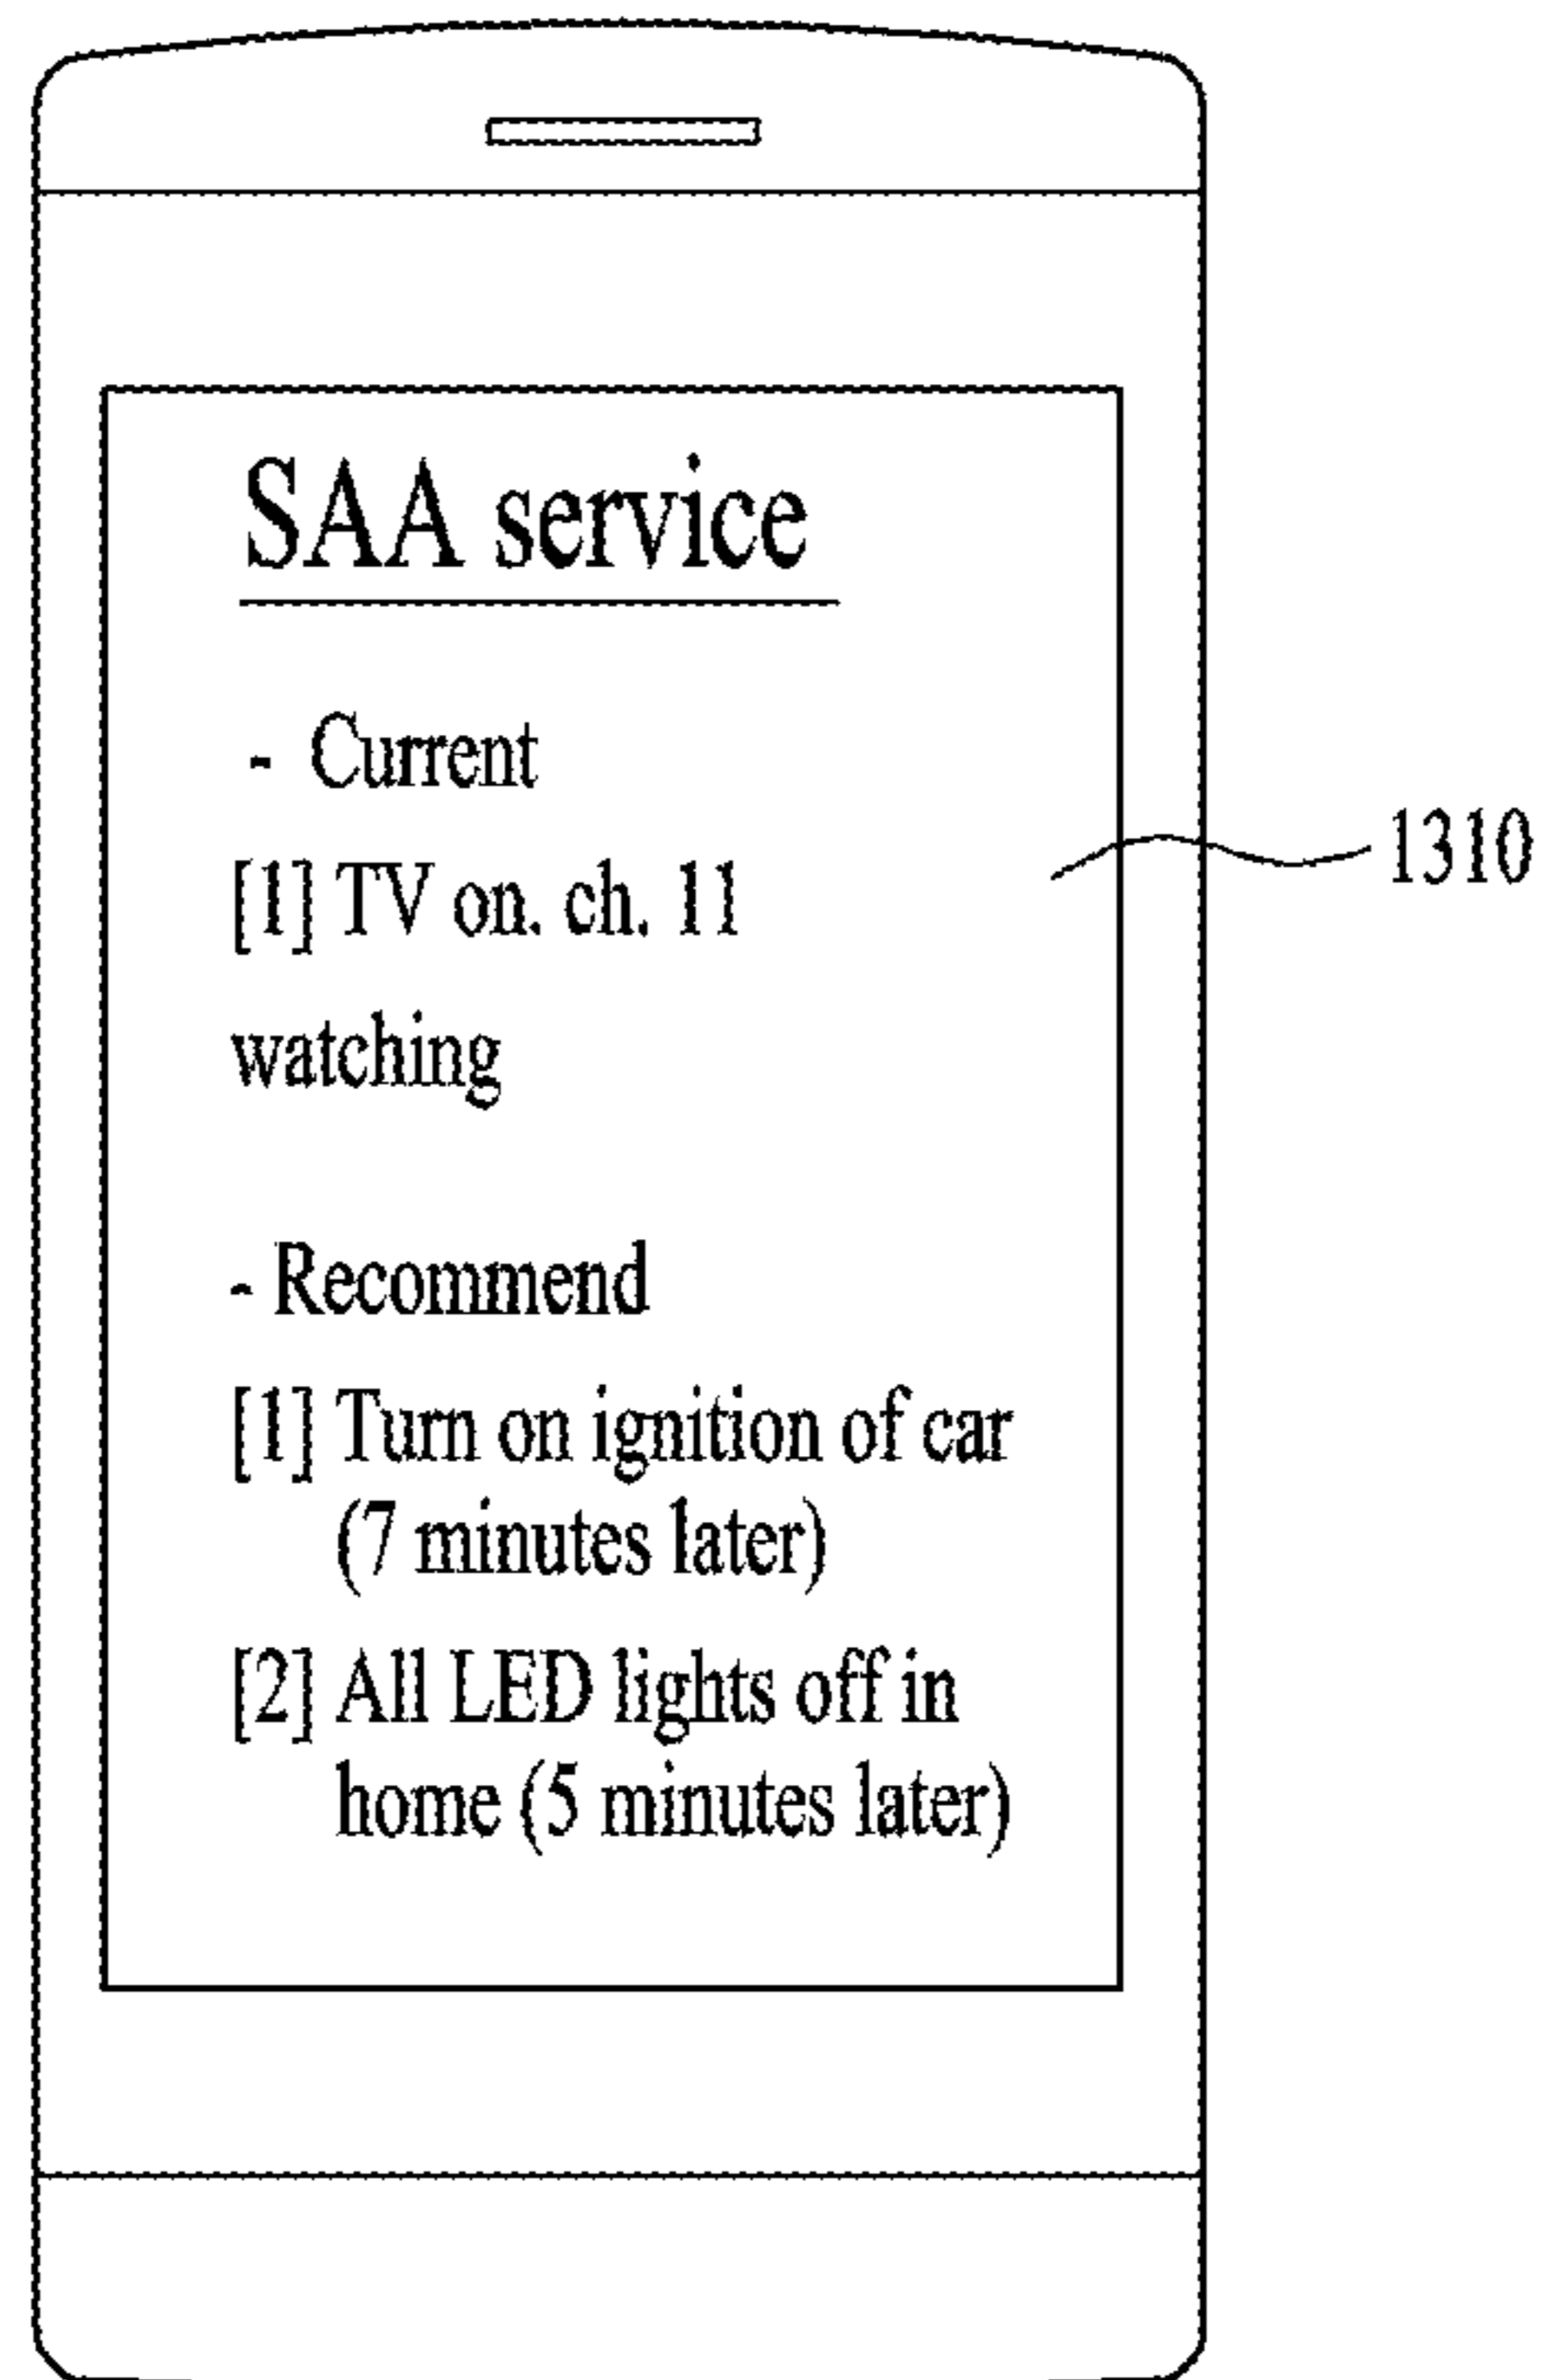 SAA service
- Current
[1] TV on. ch. 11
watching
- Recommend
[1] Turn on ignition of car
(7 minutes later)
[2] All LED lights off in
home (5 minutes later)
1310